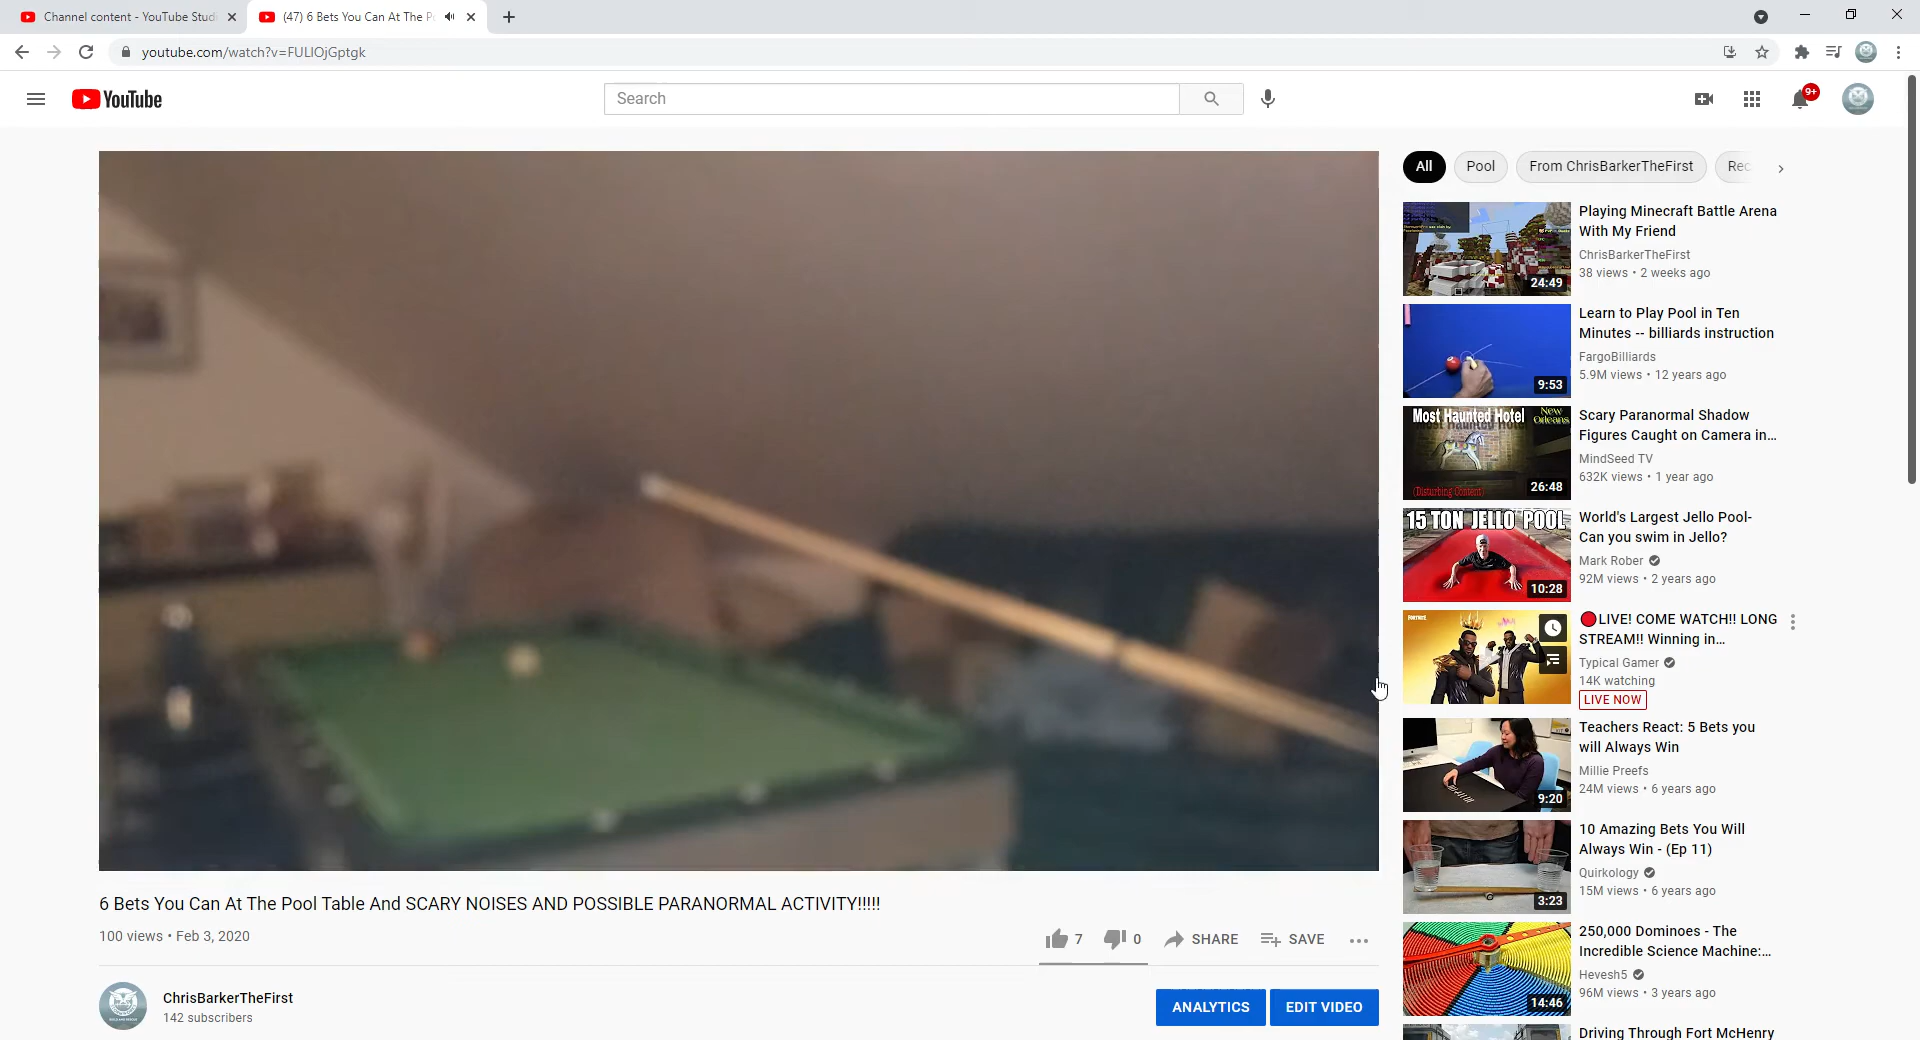 Channel content - YouTube Studi
(47) 6 Bets You Can At The P
youtube.com/watch?v=FULlOjGptgk
YouTube
Search
9+
All
Pool
From ChrisBarkerTheFirst
Rec
Playing Minecraft Battle Arena
With My Friend
ChrisBarkerTheFirst
38 views • 2 weeks ago
24:49
Learn to Play Pool in Ten
Minutes -- billiards instruction
FargoBilliards
5.9M views • 12 years ago
9:53
Most Haunted Hotel
New
Orleans
(Disturbing Content)
26:48
Scary Paranormal Shadow
Figures Caught on Camera in...
MindSeed TV
632K views • 1 year ago
15 TON JELLO POOL
10:28
World's Largest Jello Pool-
Can you swim in Jello?
Mark Rober
92M views • 2 years ago
FORTNITE
🔴LIVE! COME WATCH!! LONG
STREAM!! Winning in...
Typical Gamer
14K watching
LIVE NOW
Teachers React: 5 Bets you
will Always Win
Millie Preefs
24M views • 6 years ago
9:20
10 Amazing Bets You Will
Always Win - (Ep 11)
Quirkology
15M views • 6 years ago
3:23
250,000 Dominoes - The
Incredible Science Machine:...
Hevesh5
96M views • 3 years ago
14:46
Driving Through Fort McHenry
6 Bets You Can At The Pool Table And SCARY NOISES AND POSSIBLE PARANORMAL ACTIVITY!!!!!
100 views • Feb 3, 2020
7
0
SHARE
SAVE
ChrisBarkerTheFirst
142 subscribers
ANALYTICS
EDIT VIDEO